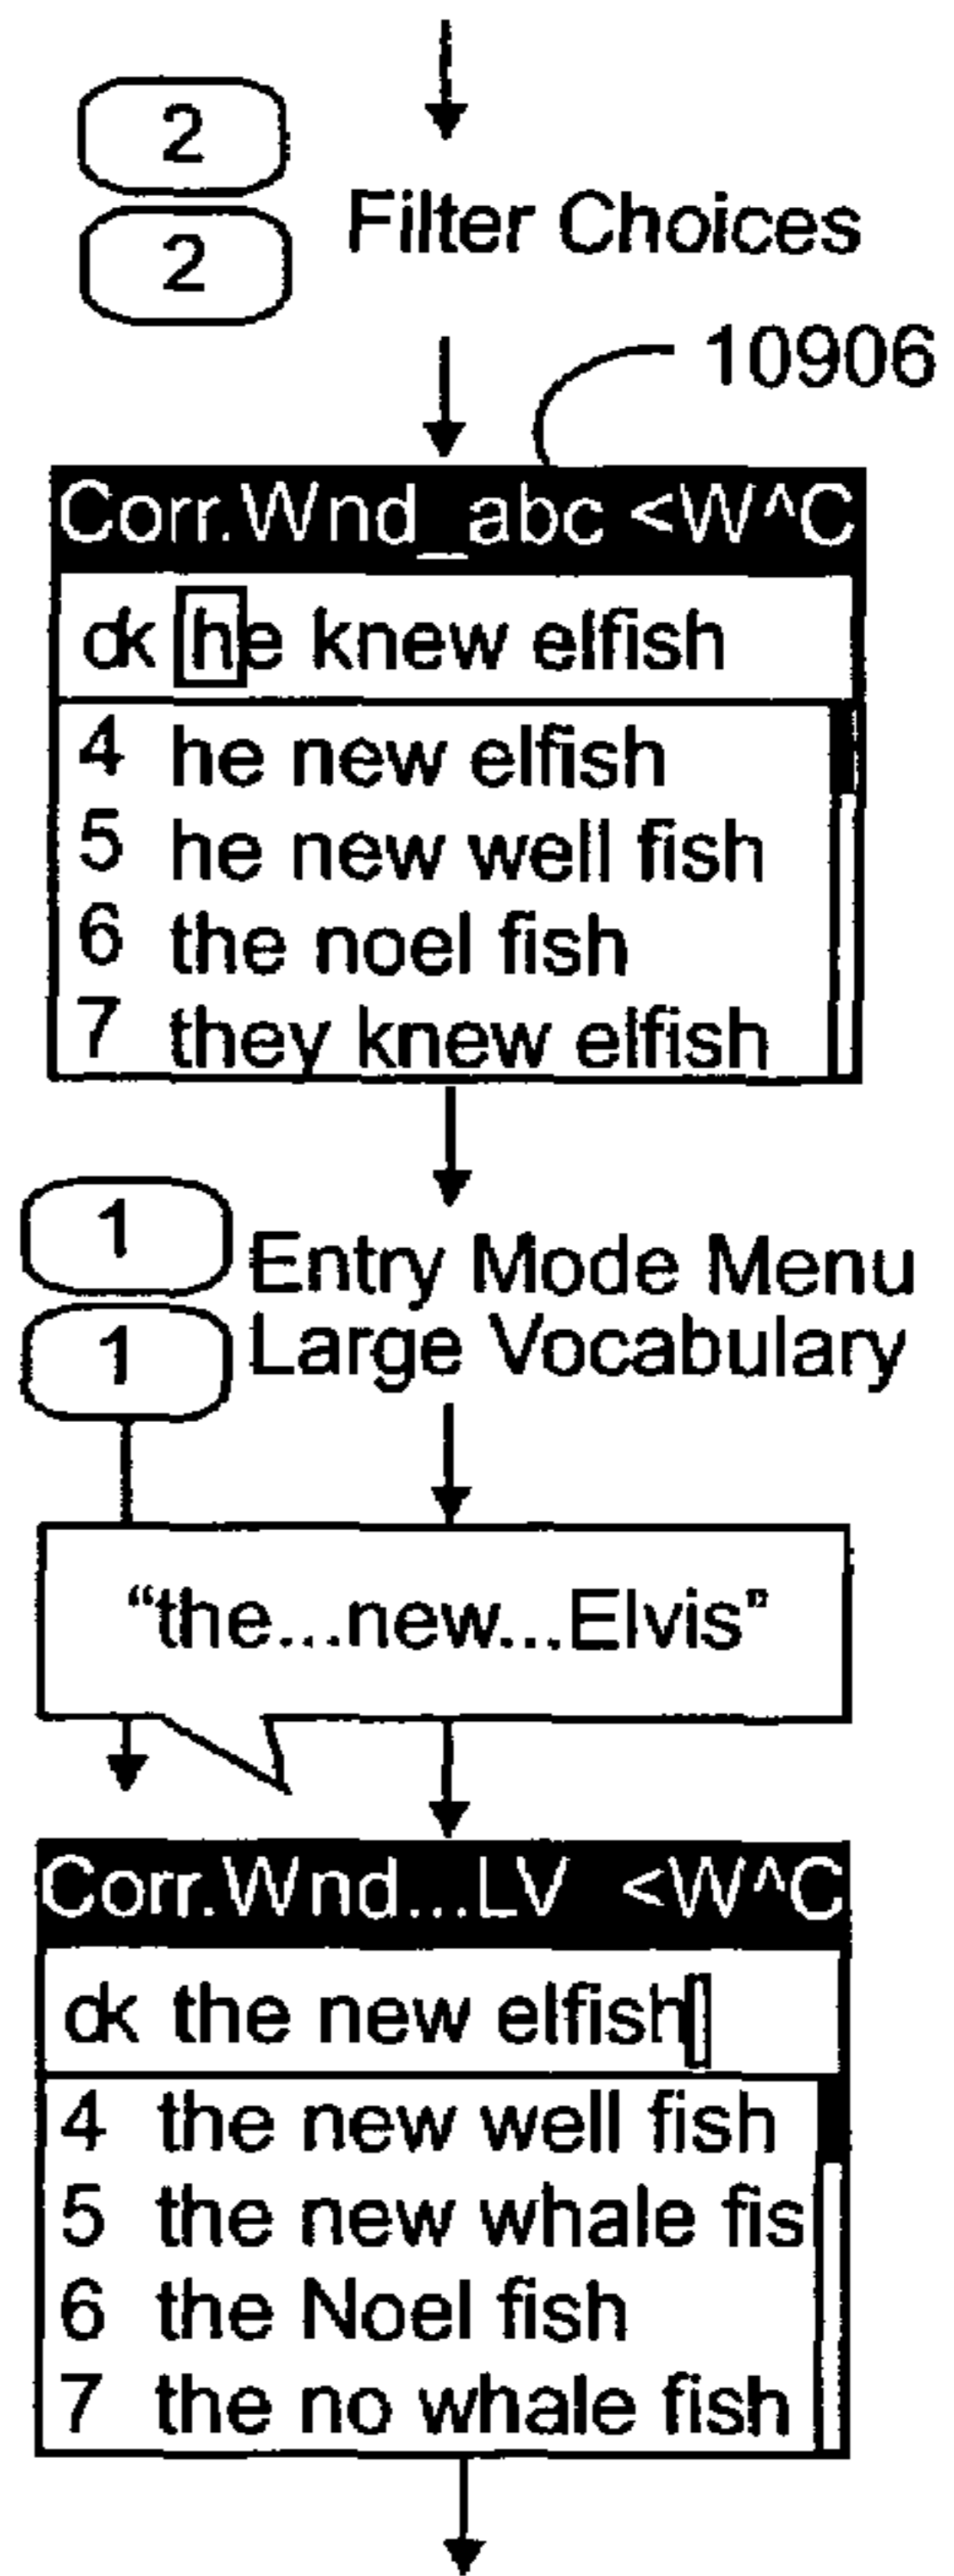 2
2
Filter Choices
10906
Corr.Wnd_abc <W^C
dk he knew elfish
4 he new elfish
5 he new well fish
6 the noel fish
7 they knew elfish
1
1
Entry Mode Menu
Large Vocabulary
“the...new...Elvis”
Corr.Wnd...LV <W^C
dk the new elfish
4 the new well fish
5 the new whale fis
6 the Noel fish
7 the no whale fish